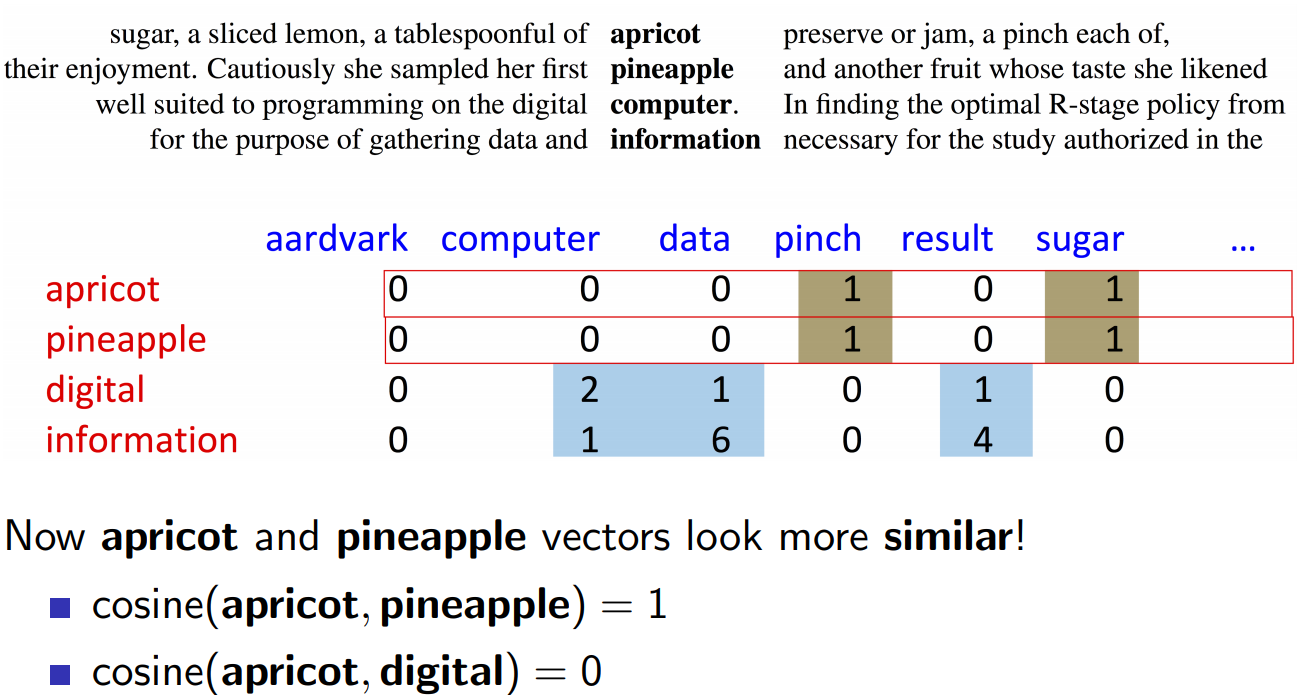 sugar, a sliced lemon, a tablespoonful of apricot preserve or jam, a pinch each of,
their enjoyment. Cautiously she sampled her first pineapple and another fruit whose taste she likened
well suited to programming on the digital computer. In finding the optimal R-stage policy from
for the purpose of gathering data and information necessary for the study authorized in the
aardvark computer data pinch result sugar ...
apricot 0 0 0 1 0 1
pineapple 0 0 0 1 0 1
digital 0 2 1 0 1 0
information 0 1 6 0 4 0
Now apricot and pineapple vectors look more similar!
cosine(apricot, pineapple) = 1
cosine(apricot, digital) = 0